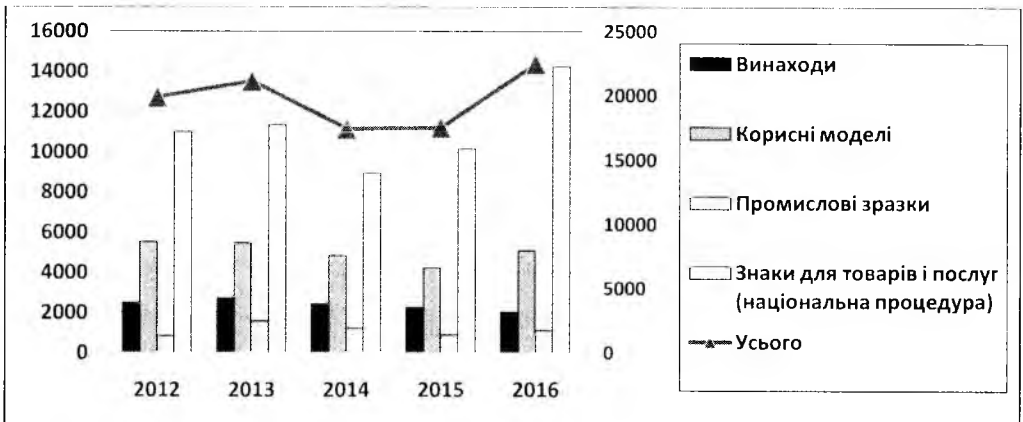 16000
14000
12000
10000
8000
6000
4000
2000
0
25000
20000
15000
10000
5000
0
2012 2013 2014 2015 2016
Винаходи
Корисні моделі
Промислові зразки
Знаки для товарів і послуг
(національна процедура)
Усього